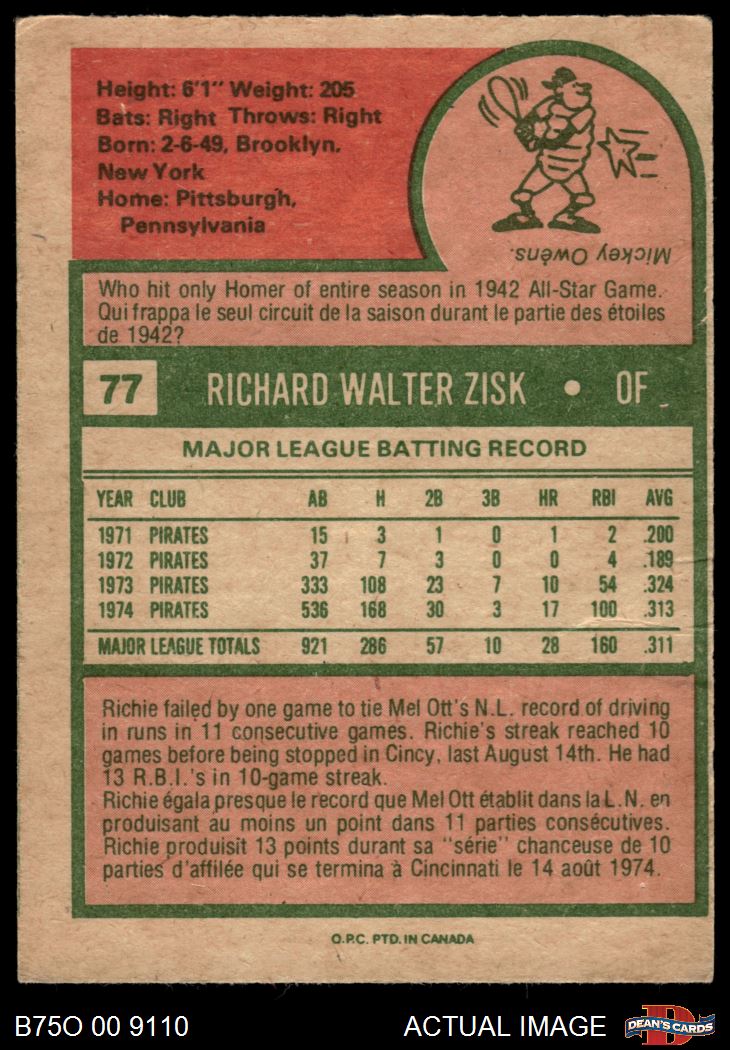 Height: 6'1" Weight: 205
Bats: Right Throws: Right
Born: 2-6-49, Brooklyn,
New York
Home: Pittsburgh,
Pennsylvania
Mickey Owens.
Who hit only Homer of entire season in 1942 All-Star Game.
Qui frappa le seul circuit de la saison durant le partie des étoiles
de 1942?
77 RICHARD WALTER ZISK • OF
MAJOR LEAGUE BATTING RECORD
YEAR CLUB AB H 2B 3B HR RBI AVG
1971 PIRATES 15 3 1 0 1 2 .200
1972 PIRATES 37 7 3 0 0 4 .189
1973 PIRATES 333 108 23 7 10 54 .324
1974 PIRATES 536 168 30 3 17 100 .313
MAJOR LEAGUE TOTALS 921 286 57 10 28 160 .311
Richie failed by one game to tie Mel Ott's N.L. record of driving
in runs in 11 consecutive games. Richie's streak reached 10
games before being stopped in Cincy, last August 14th. He had
13 R.B.I.'s in 10-game streak.
Richie égala presque le record que Mel Ott établit dans la L.N. en
produisant au moins un point dans 11 parties consécutives.
Richie produisit 13 points durant sa "série" chanceuse de 10
parties d'affilée qui se termina à Cincinnati le 14 août 1974.
O.P.C. PTD. IN CANADA
B75O 00 9110 ACTUAL IMAGE D DEAN'S CARDS